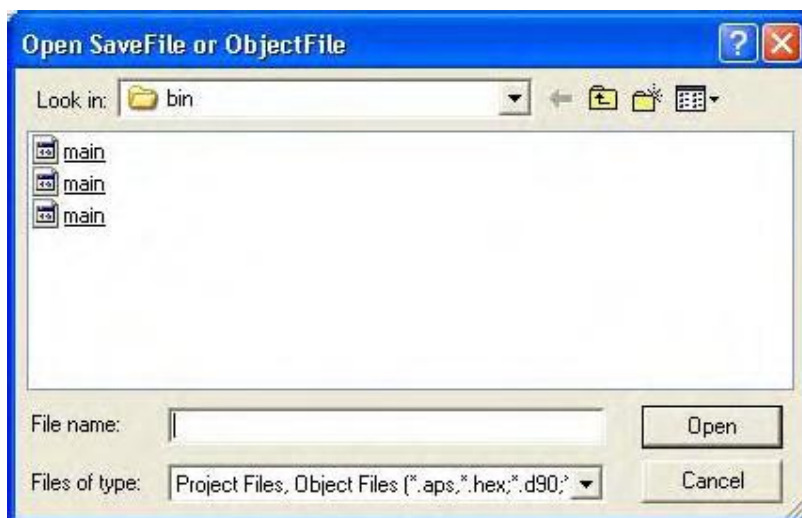 Open SaveFile or ObjectFile
Look in: bin
main
main
main
File name: Open
Files of type: Project Files, Object Files (*.aps,*.hex;*.d90;* Cancel